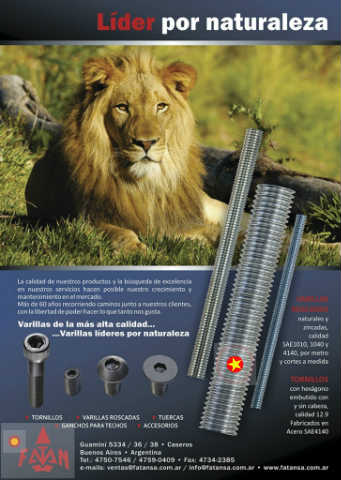 Líder por naturaleza
La calidad de nuestros productos y la búsqueda de excelencia
en nuestros servicios hacen posible nuestro crecimiento y
mantenimiento en el mercado.
Más de 60 años recorriendo caminos junto a nuestros clientes,
con la libertad de poder hacer lo que tanto nos gusta.
Varillas de la más alta calidad...
...Varillas líderes por naturaleza
TORNILLOS VARILLAS ROSCADAS TUERCAS
GANCHOS PARA TECHOS ACCESORIOS
naturales y
zincadas,
calidad
SAE1010, 1040 y
4140, por metro
y cortes a medida
TORNILLOS
con hexágono
embutido con
y sin cabeza,
calidad 12.9
Fabricados en
Acero SAE4140
FATAN
Guaminí 5334 / 36 / 38 • Caseros
Buenos Aires • Argentina
Tel.: 4750-7546 / 4759-0409 • Fax: 4734-2385
e-mails: ventas@fatansa.com.ar / info@fatansa.com.ar • www.fatansa.com.ar